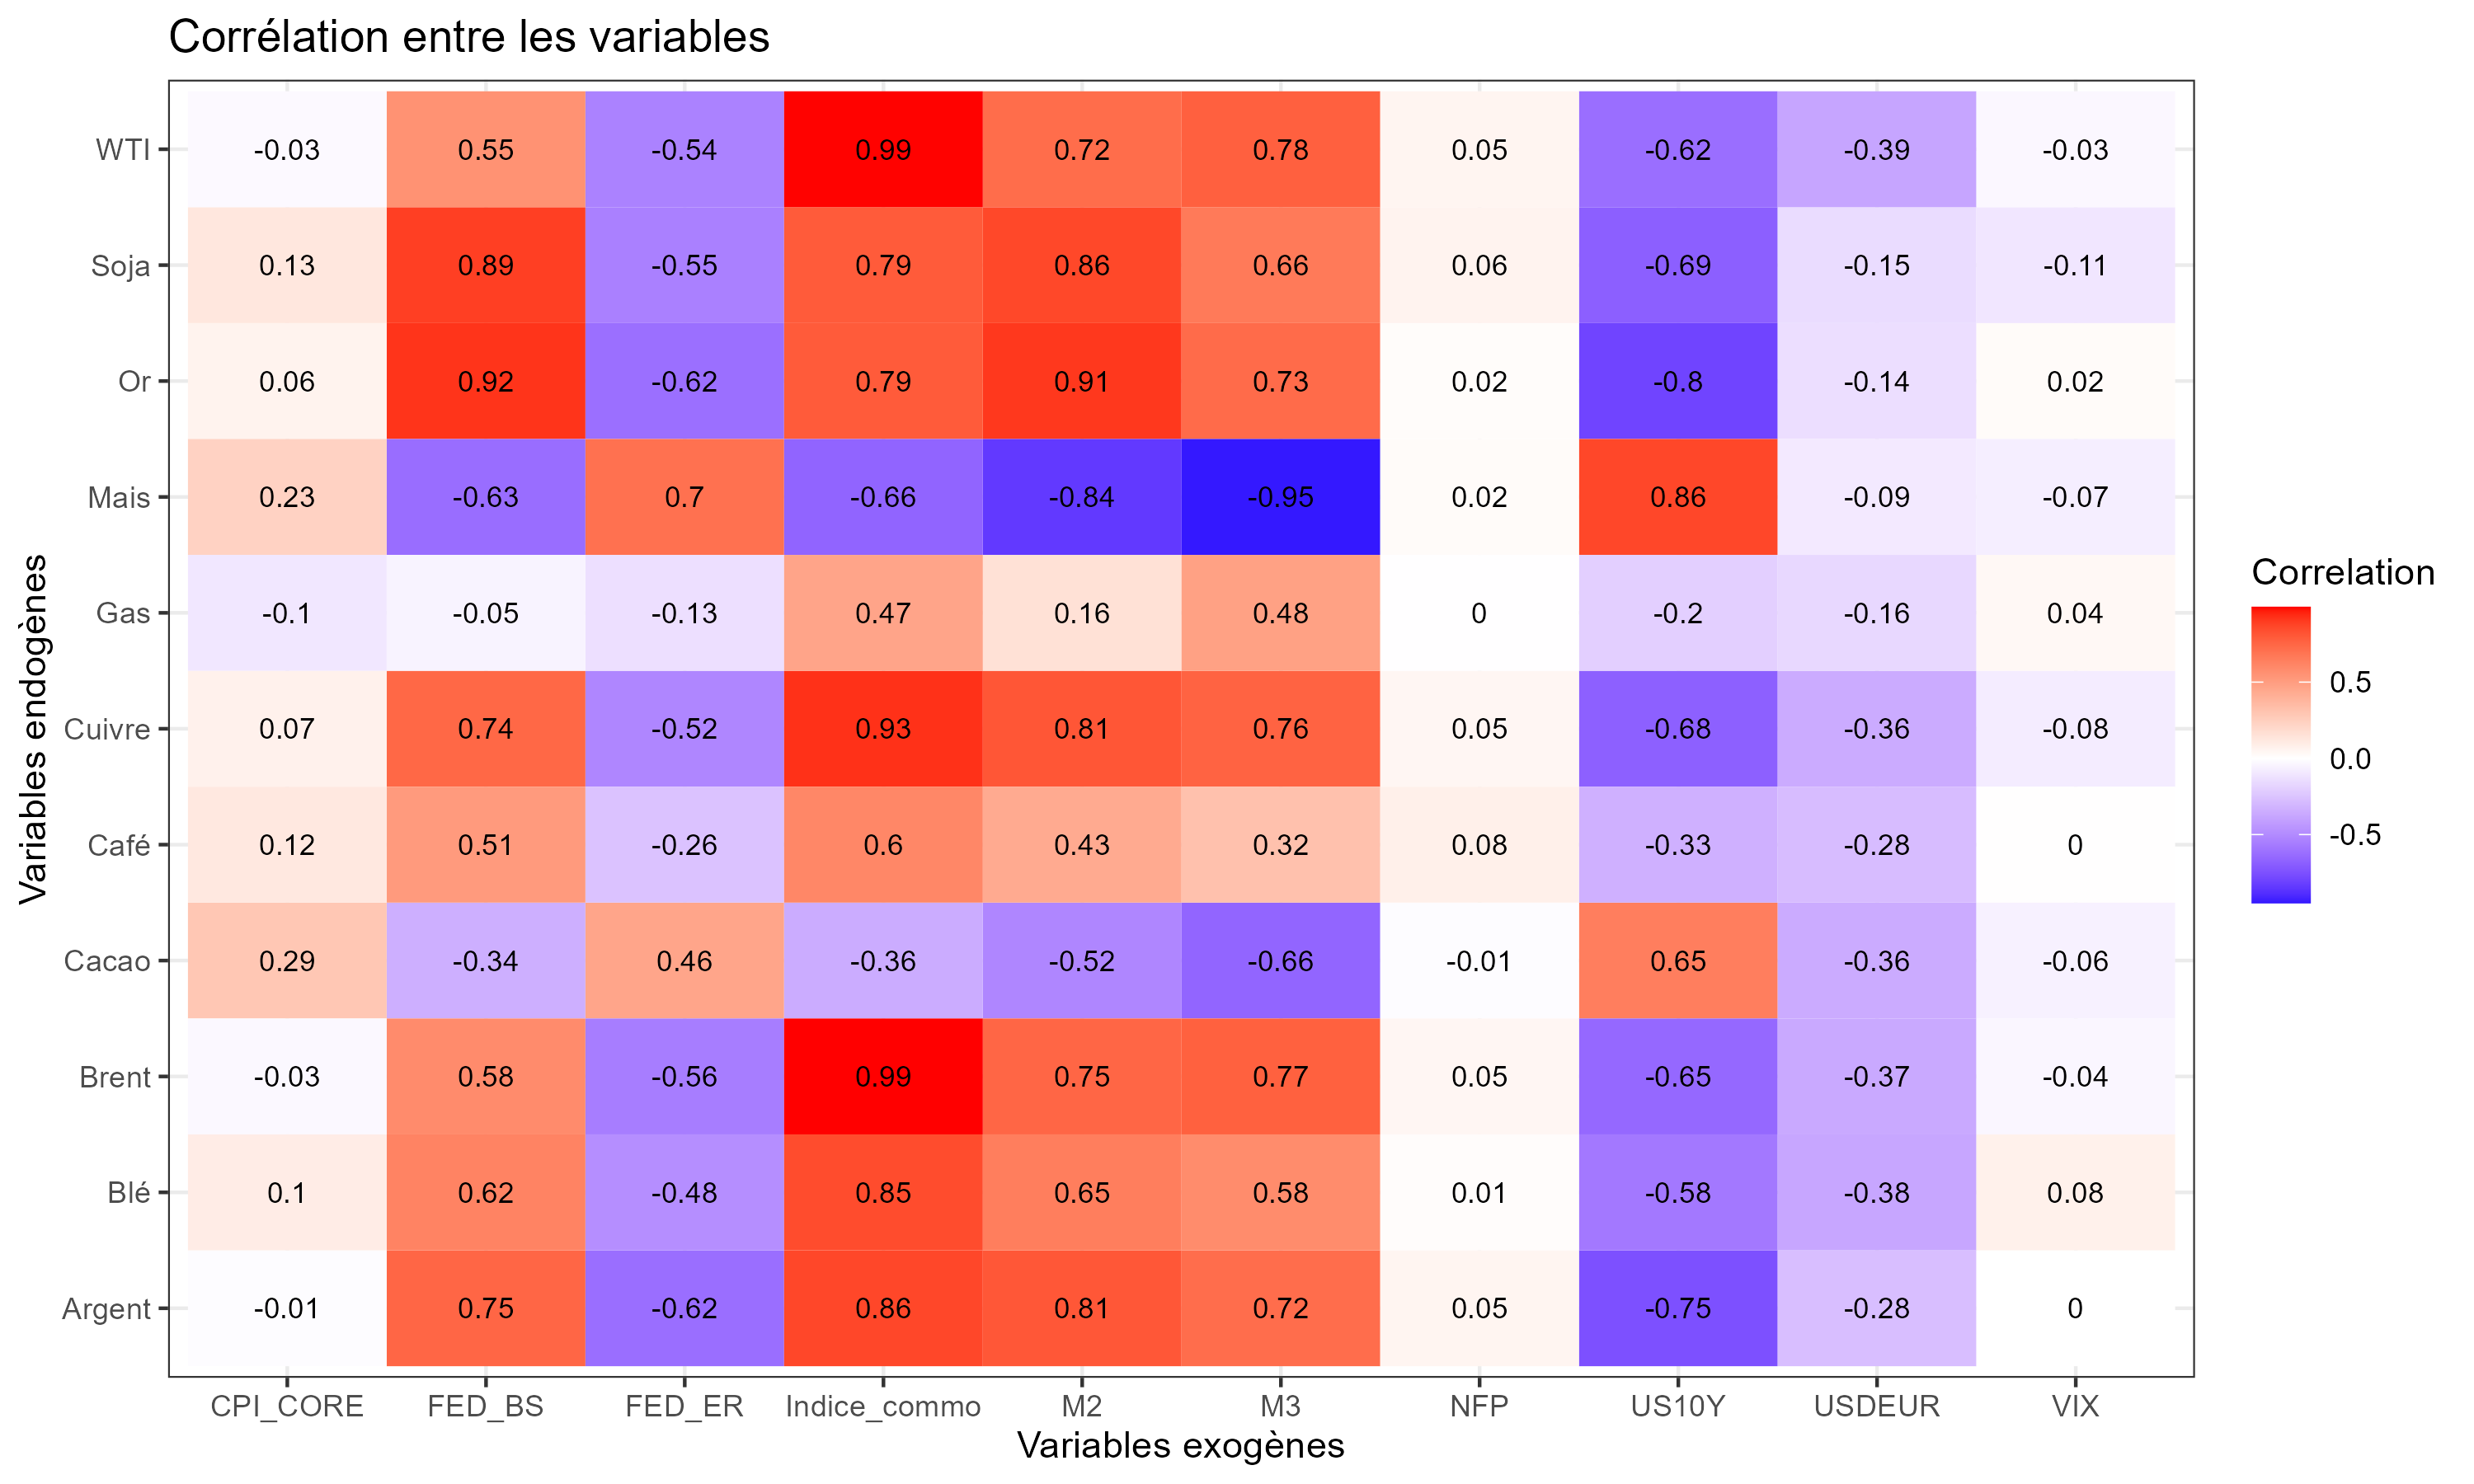 Corrélation entre les variables
Variables endogènes
WTI -0.03 0.55 -0.54 0.99 0.72 0.78 0.05 -0.62 -0.39 -0.03
Soja 0.13 0.89 -0.55 0.79 0.86 0.66 0.06 -0.69 -0.15 -0.11
Or 0.06 0.92 -0.62 0.79 0.91 0.73 0.02 -0.8 -0.14 0.02
Mais 0.23 -0.63 0.7 -0.66 -0.84 -0.95 0.02 0.86 -0.09 -0.07
Gas -0.1 -0.05 -0.13 0.47 0.16 0.48 0 -0.2 -0.16 0.04
Cuivre 0.07 0.74 -0.52 0.93 0.81 0.76 0.05 -0.68 -0.36 -0.08
Café 0.12 0.51 -0.26 0.6 0.43 0.32 0.08 -0.33 -0.28 0
Cacao 0.29 -0.34 0.46 -0.36 -0.52 -0.66 -0.01 0.65 -0.36 -0.06
Brent -0.03 0.58 -0.56 0.99 0.75 0.77 0.05 -0.65 -0.37 -0.04
Blé 0.1 0.62 -0.48 0.85 0.65 0.58 0.01 -0.58 -0.38 0.08
Argent -0.01 0.75 -0.62 0.86 0.81 0.72 0.05 -0.75 -0.28 0
CPI_CORE FED_BS FED_ER Indice_commo M2 M3 NFP US10Y USDEUR VIX
Variables exogènes
Correlation
0.5
0.0
-0.5